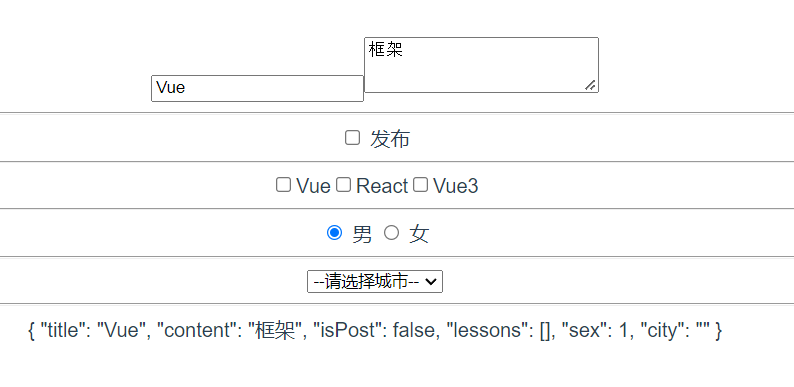 Vue 框架
发布
Vue React Vue3
男 女
--请选择城市--
{ "title": "Vue", "content": "框架", "isPost": false, "lessons": [], "sex": 1, "city": "" }